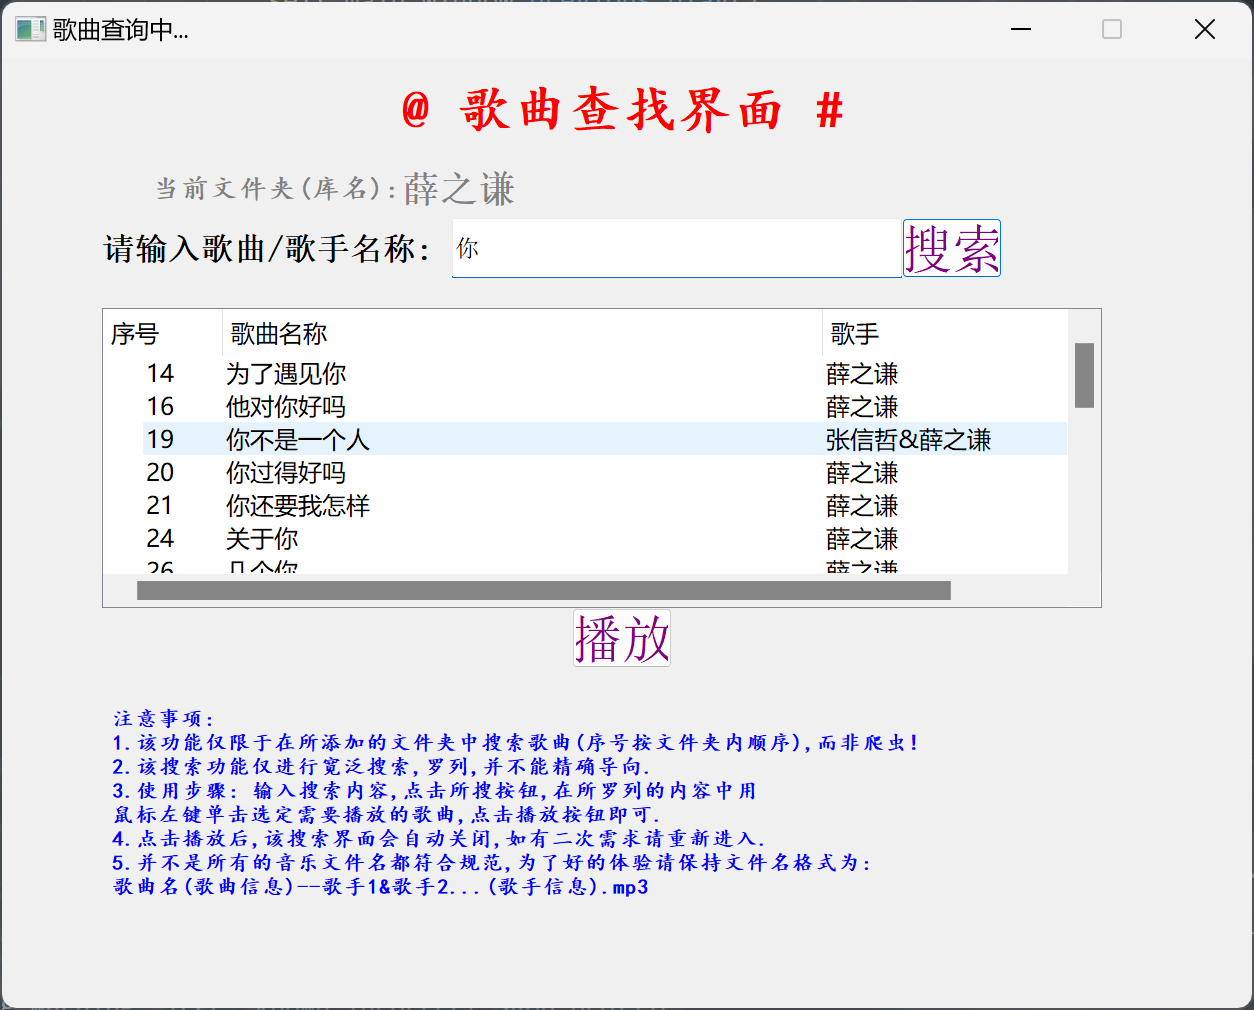 歌曲查询中...
@ 歌曲查找界面 #
当前文件夹(库名):薛之谦
请输入歌曲/歌手名称: 你 搜索
序号 歌曲名称 歌手
14 为了遇见你 薛之谦
16 他对你好吗 薛之谦
19 你不是一个人 张信哲&薛之谦
20 你过得好吗 薛之谦
21 你还要我怎样 薛之谦
24 关于你 薛之谦
26 几个你 薛之谦
播放
注意事项:
1.该功能仅限于在所添加的文件夹中搜索歌曲(序号按文件夹内顺序),而非爬虫!
2.该搜索功能仅进行宽泛搜索,罗列,并不能精确导向.
3.使用步骤: 输入搜索内容,点击所搜按钮,在所罗列的内容中用
鼠标左键单击选定需要播放的歌曲,点击播放按钮即可.
4.点击播放后,该搜索界面会自动关闭,如有二次需求请重新进入.
5.并不是所有的音乐文件名都符合规范,为了好的体验请保持文件名格式为:
歌曲名(歌曲信息)--歌手1&歌手2...(歌手信息).mp3